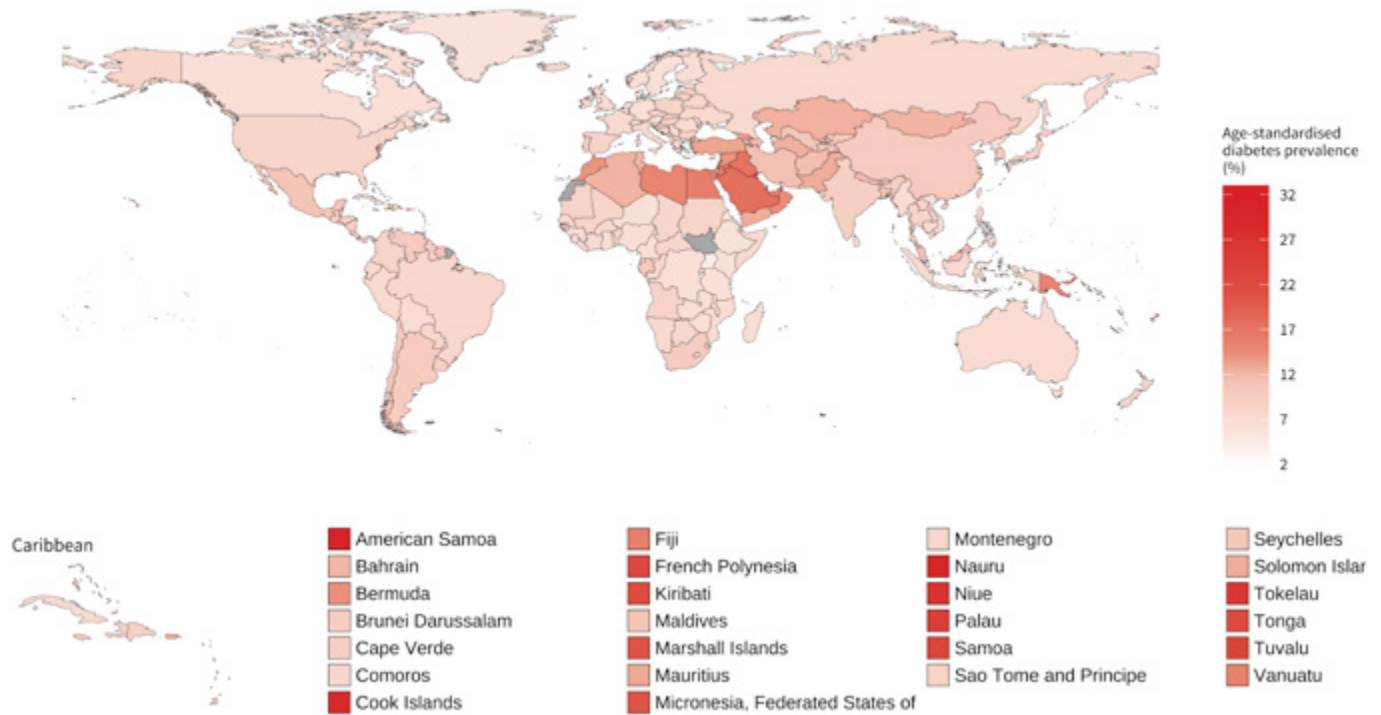 Age-standardised
diabetes prevalence
(%)
32
27
22
17
12
7
2
Caribbean
American Samoa
Bahrain
Bermuda
Brunei Darussalam
Cape Verde
Comoros
Cook Islands
Fiji
French Polynesia
Kiribati
Maldives
Marshall Islands
Mauritius
Micronesia, Federated States of
Montenegro
Nauru
Niue
Palau
Samoa
Sao Tome and Principe
Seychelles
Solomon Islar
Tokelau
Tonga
Tuvalu
Vanuatu